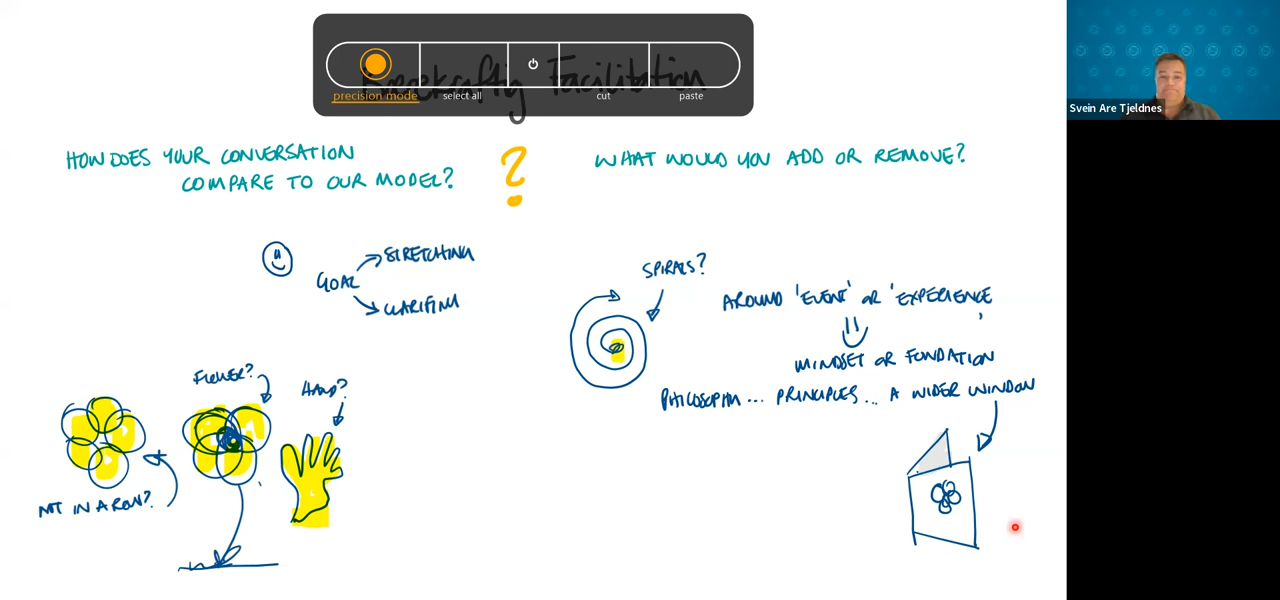 Facilitation
precision mode
select all
cut
paste
Svein Are Tjeldnes
HOW DOES YOUR CONVERSATION
COMPARE TO OUR MODEL?
?
WHAT WOULD YOU ADD OR REMOVE?
GOAL
STRETCHING
CLARIFING
SPIRALS?
AROUND 'EVENT' OR 'EXPERIENCE'
MINDSET OR FONDATION
PHILOSOPHY... PRINCIPLES... A WIDER WINDOW
FLOWER?
HAND?
NOT IN A ROW?